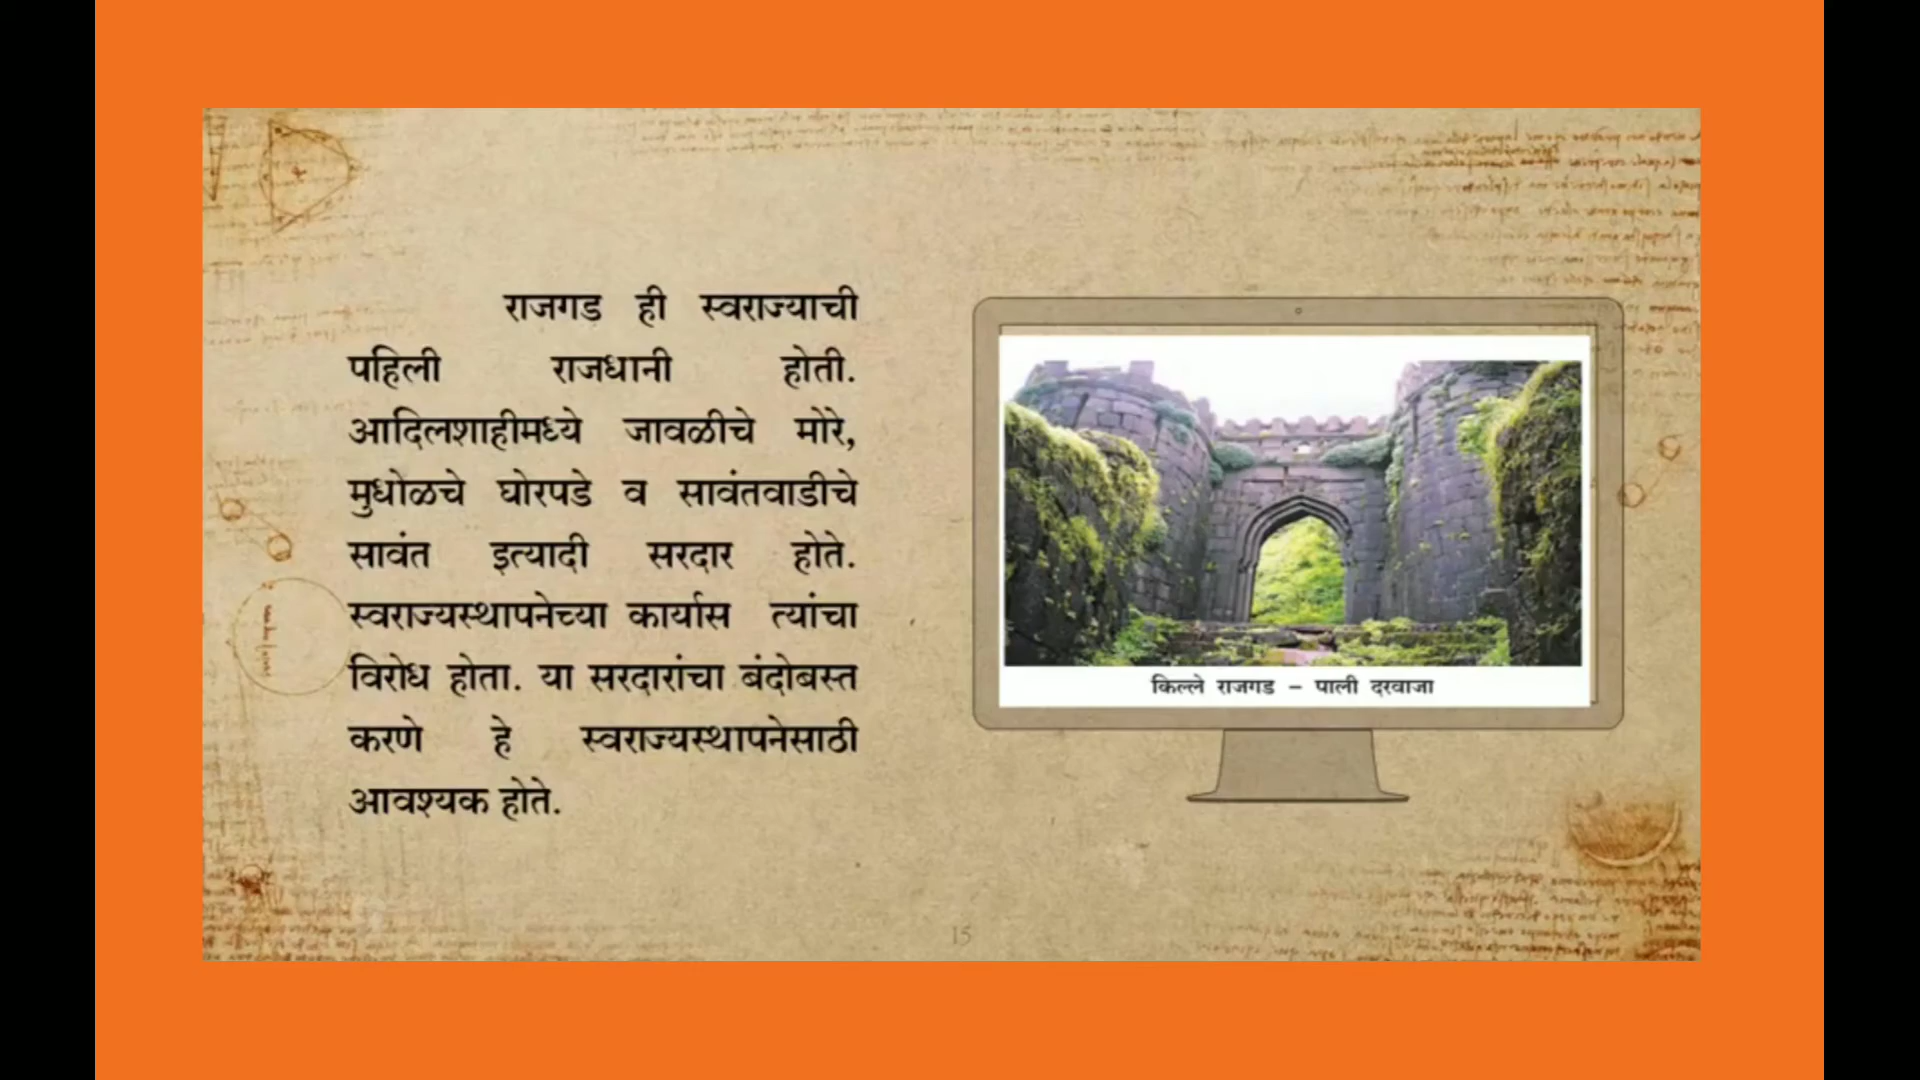 राजगड ही स्वराज्याची
पहिली राजधानी होती.
आदिलशाहीमध्ये जावळीचे मोरे,
मुधोळचे घोरपडे व सावंतवाडीचे
सावंत इत्यादी सरदार होते.
स्वराज्यस्थापनेच्या कार्यास त्यांचा
विरोध होता. या सरदारांचा बंदोबस्त
करणे हे स्वराज्यस्थापनेसाठी
आवश्यक होते.
किल्ले राजगड – पाली दरवाजा
15